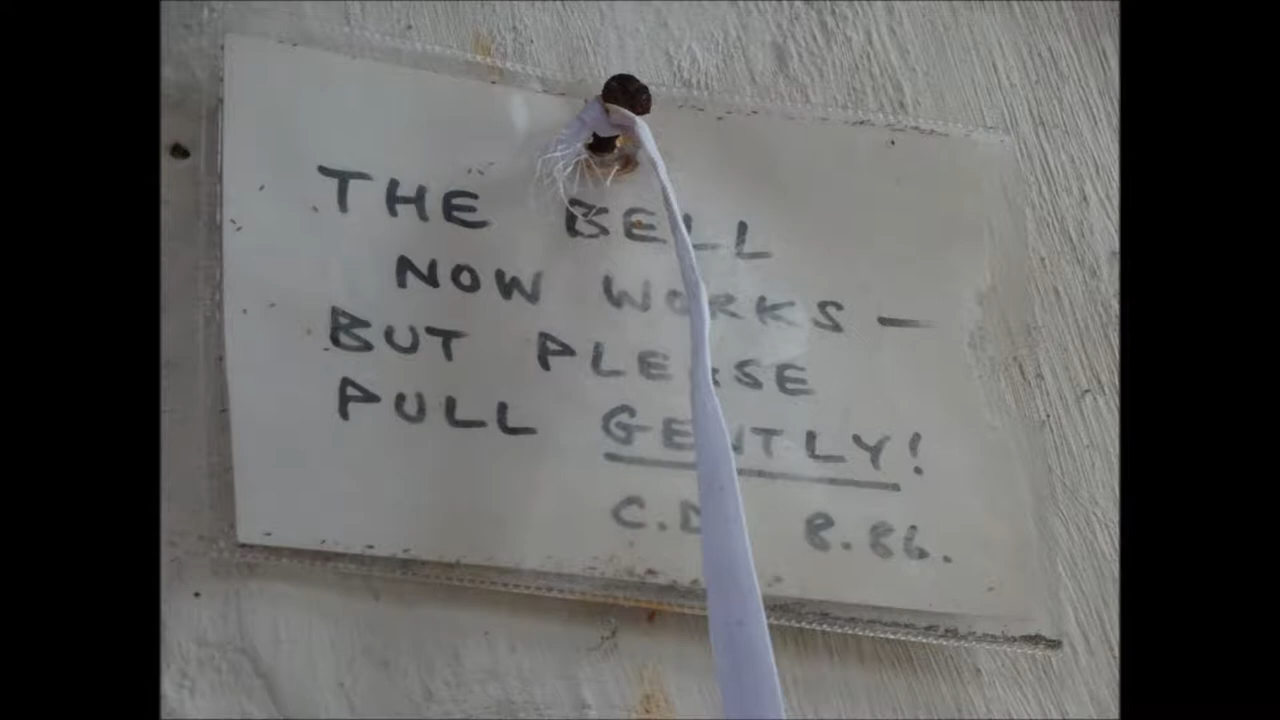 THE BELL
NOW WORKS —
BUT PLEASE
PULL GENTLY!
C.D 8.86.